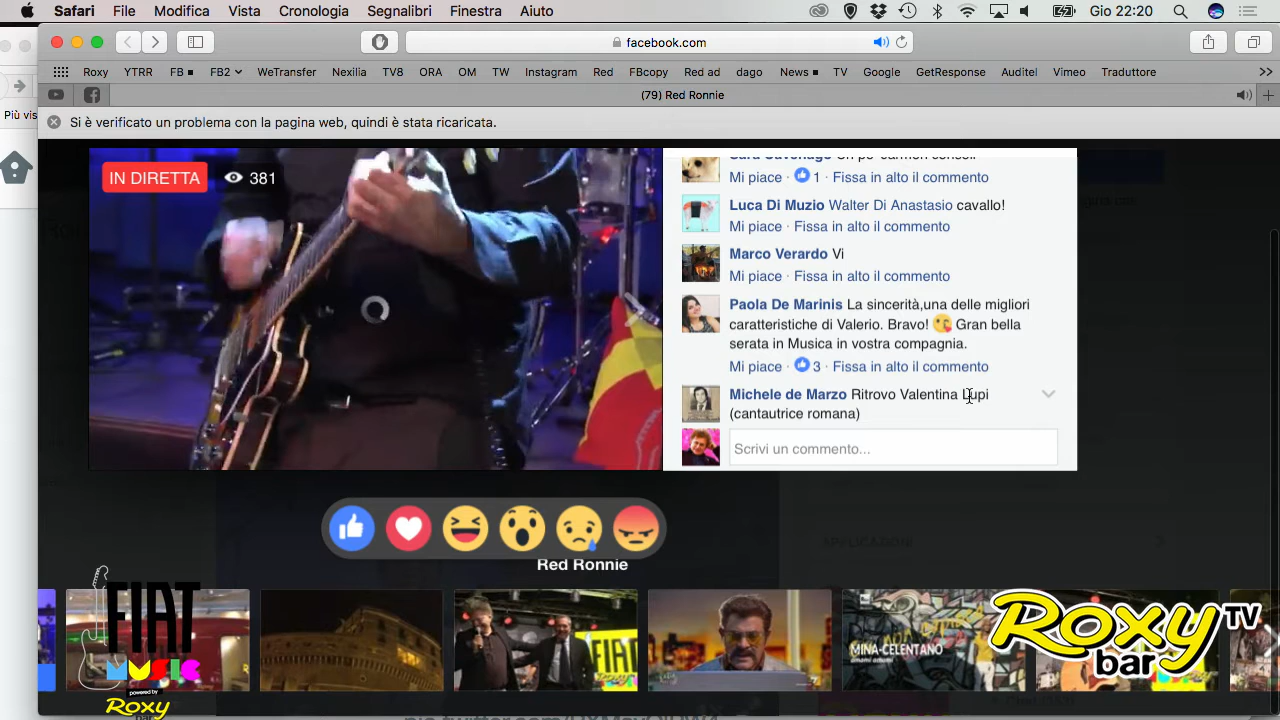 Safari File Modifica Vista Cronologia Segnalibri Finestra Aiuto Gio 22:20
facebook.com
Roxy YTRR FB FB2 WeTransfer Nexilia TV8 ORA OM TW Instagram Red FBcopy Red ad dago News TV Google GetResponse Auditel Vimeo Traduttore
(79) Red Ronnie
Più vis
Si è verificato un problema con la pagina web, quindi è stata ricaricata.
IN DIRETTA 381
Mi piace · 1 · Fissa in alto il commento
Luca Di Muzio Walter Di Anastasio cavallo!
Mi piace · Fissa in alto il commento
Marco Verardo Vi
Mi piace · Fissa in alto il commento
Paola De Marinis La sincerità,una delle migliori
caratteristiche di Valerio. Bravo! 😘 Gran bella
serata in Musica in vostra compagnia.
Mi piace · 3 · Fissa in alto il commento
Michele de Marzo Ritrovo Valentina Lupi
(cantautrice romana)
Scrivi un commento...
APPLICAZIONI
Red Ronnie
FIAT
MUSIC
powered by
Roxy
bar
FIAT
MINA-CELENTANO
amami amami
Roxy
bar
TV